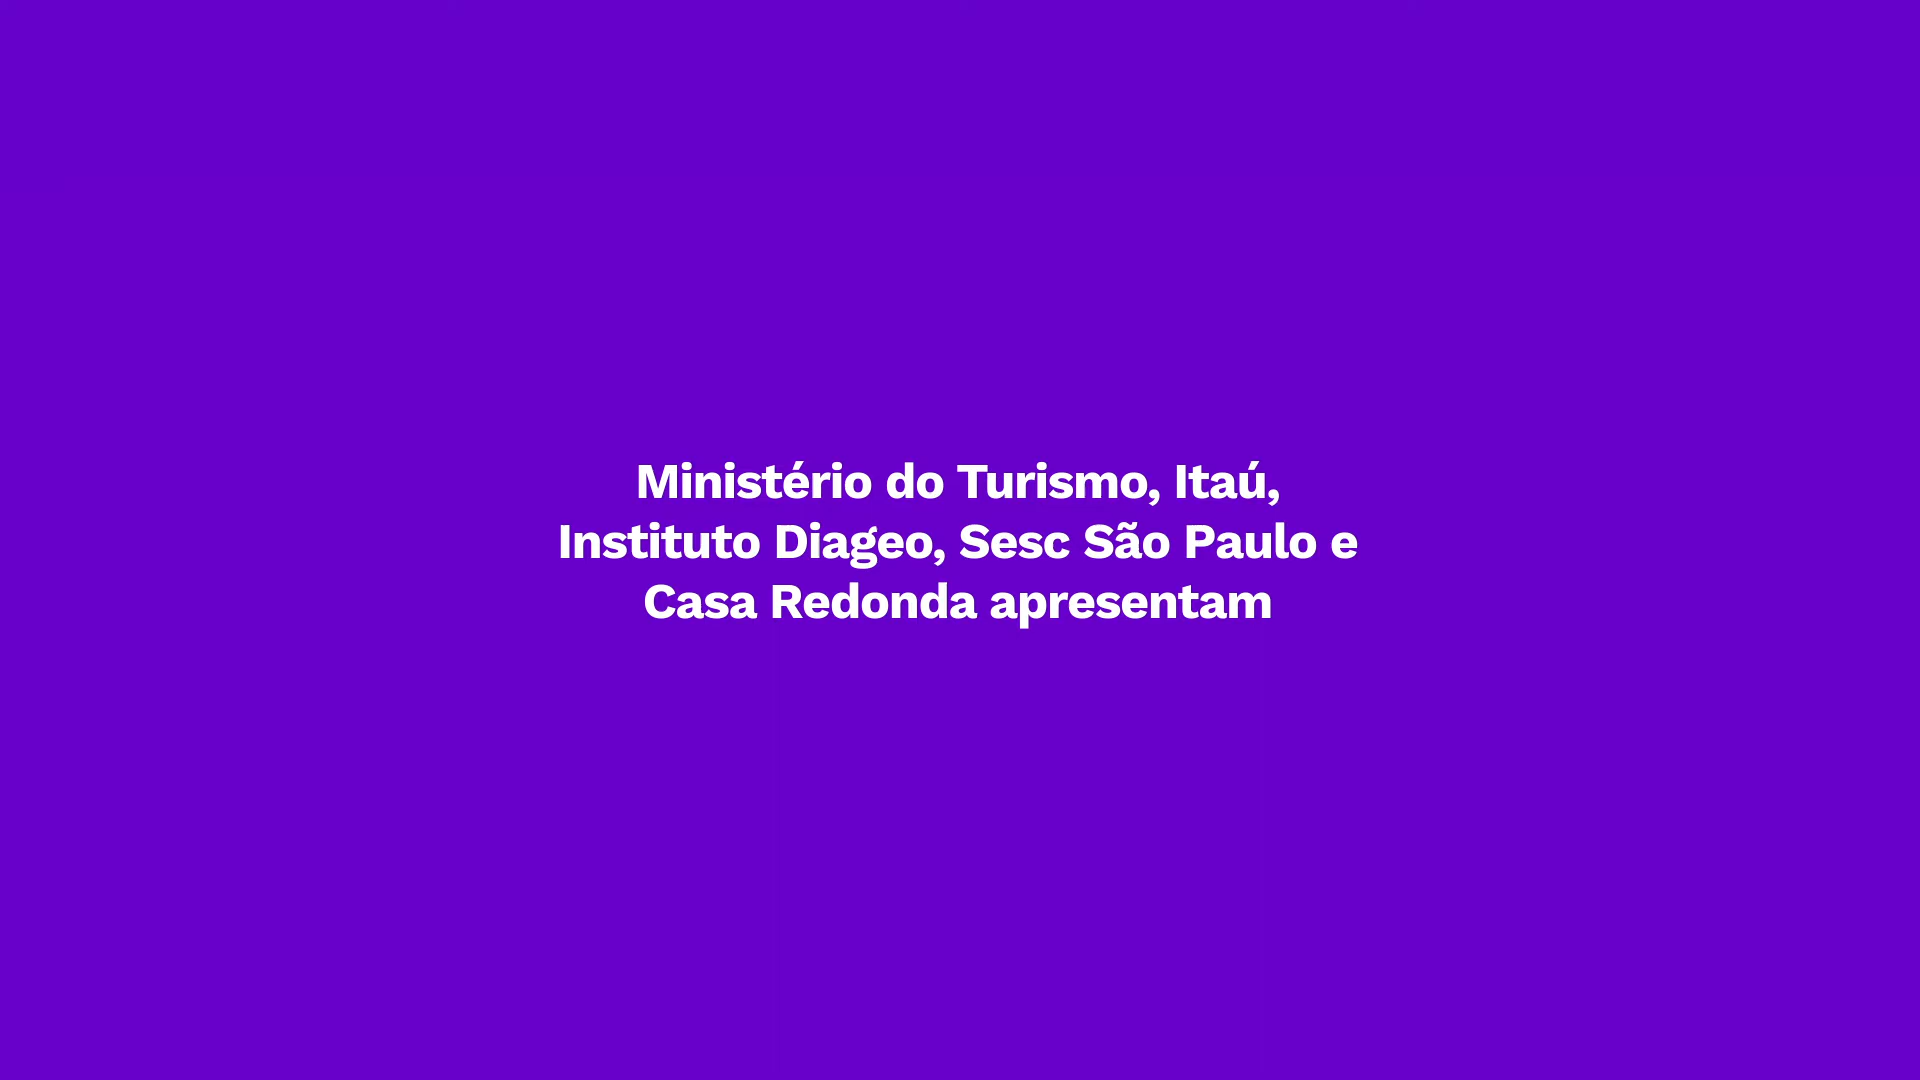 Ministério do Turismo, Itaú,
Instituto Diageo, Sesc São Paulo e
Casa Redonda apresentam